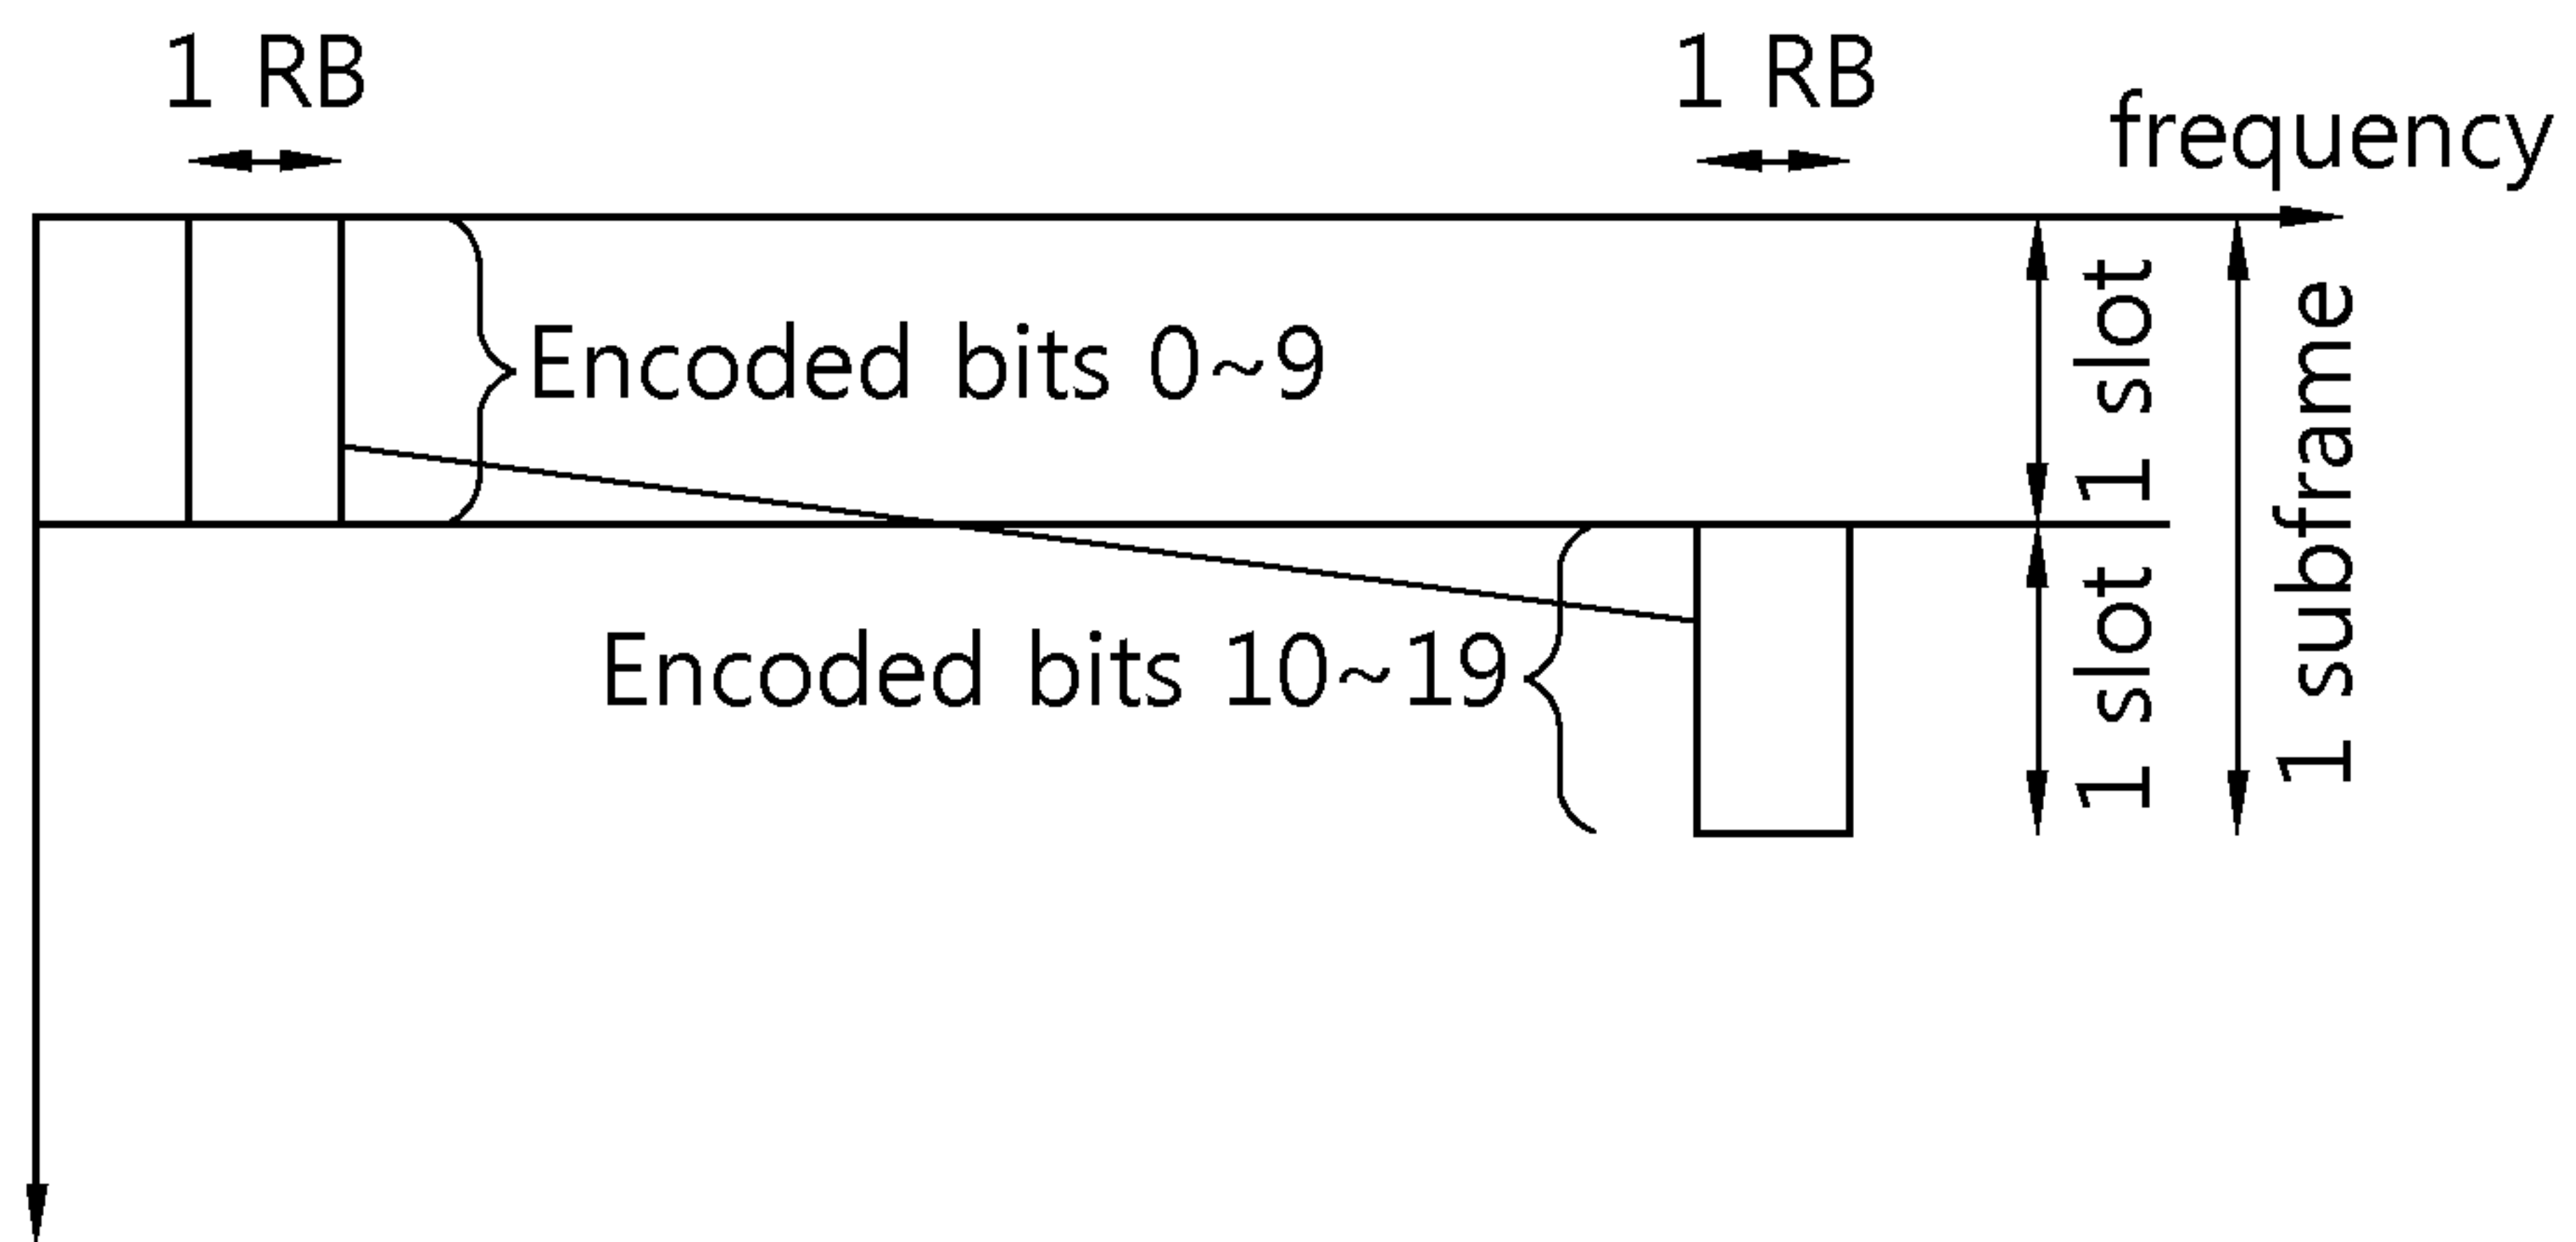 1 RB
1 RB
frequency
Encoded bits 0~9
1 slot
1 subframe
Encoded bits 10~19
1 slot